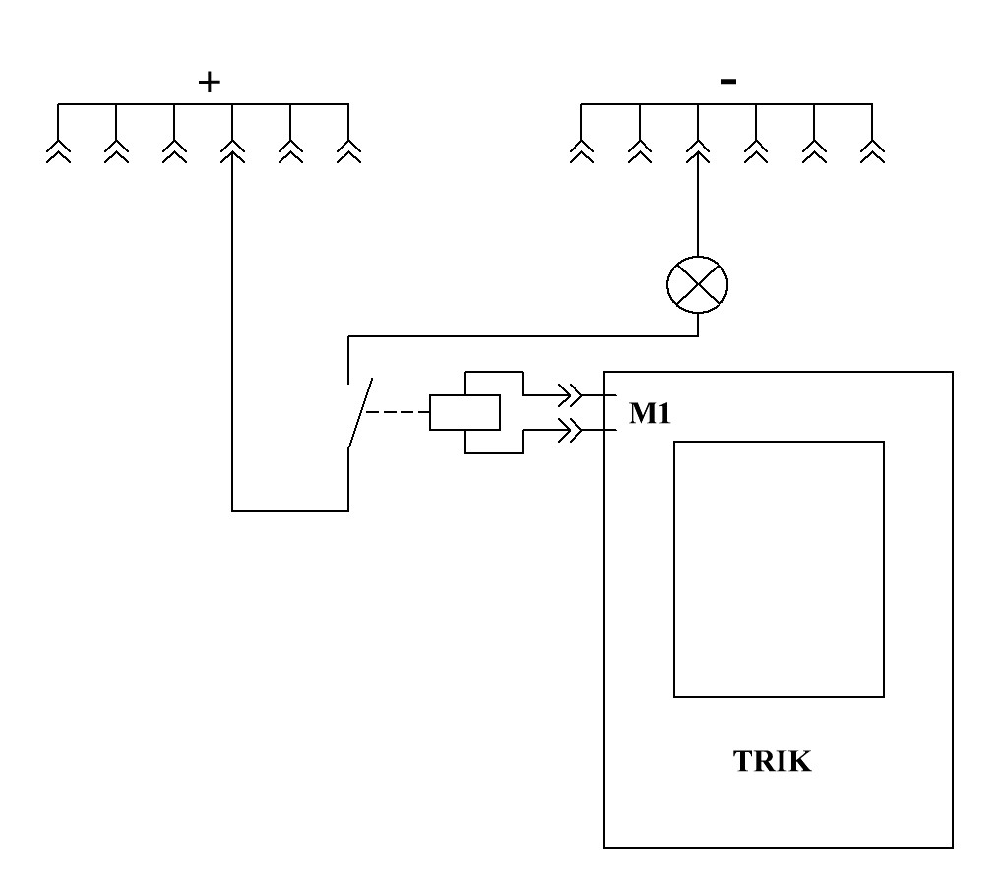 + -
M1
TRIK